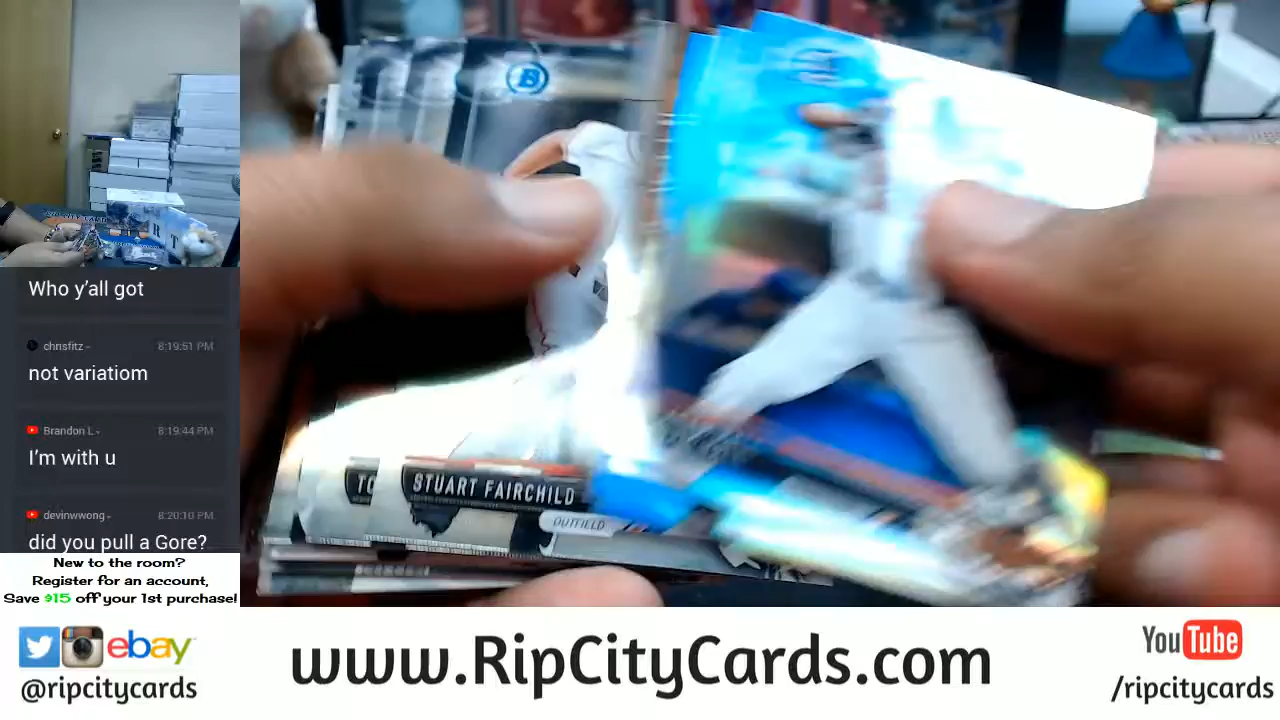 Who y'all got
chrisfitz
8:19:51 PM
not variatiom
Brandon L
8:19:44 PM
I'm with u
devinwwong
8:20:10 PM
did you pull a Gore?
New to the room?
Register for an account,
Save $15 off your 1st purchase!
B
TO
STUART FAIRCHILD
OUTFIELD
R T
ebay
@ripcitycards
www.RipCityCards.com
YouTube
/ripcitycards